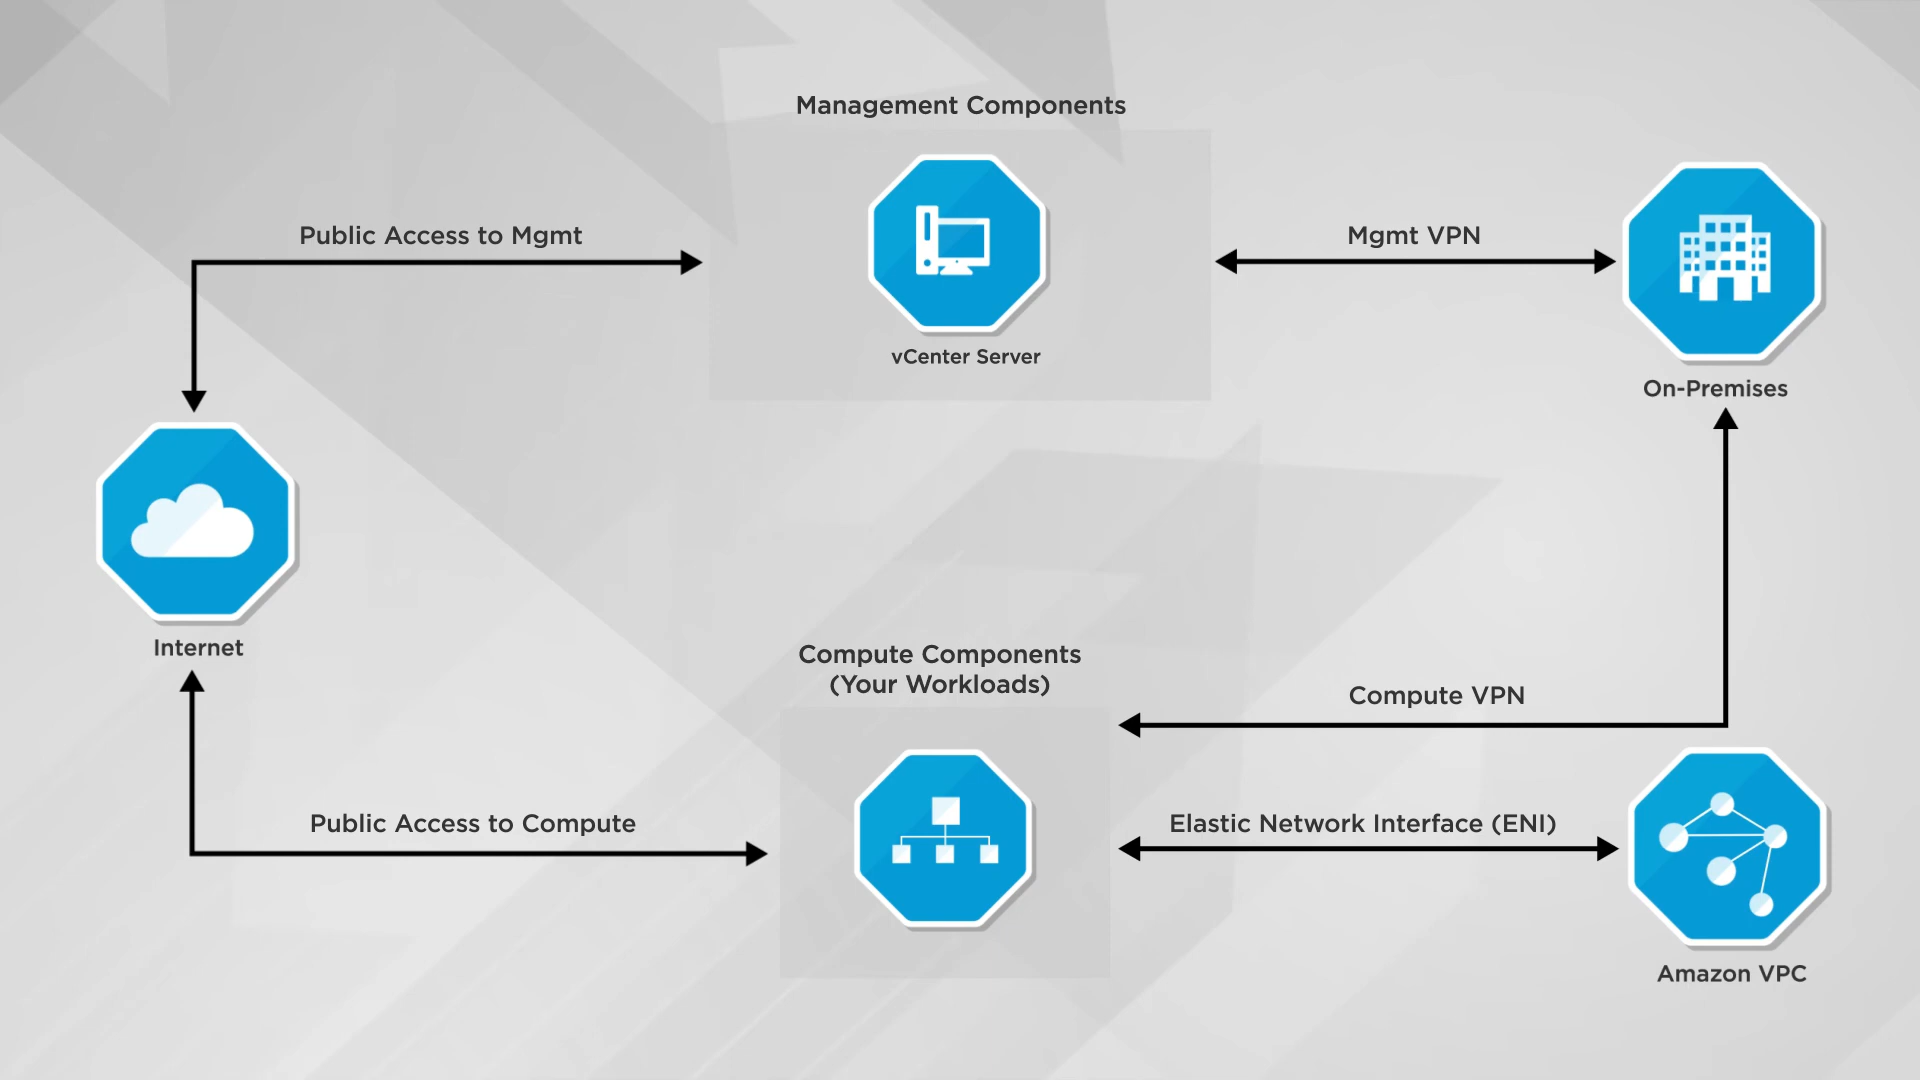 Management Components
Public Access to Mgmt
Mgmt VPN
vCenter Server
On-Premises
Internet
Compute Components
(Your Workloads)
Compute VPN
Public Access to Compute
Elastic Network Interface (ENI)
Amazon VPC